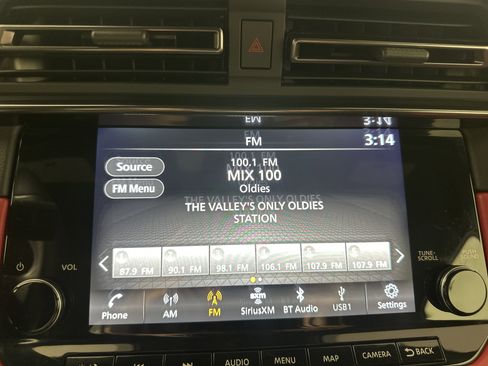 FM 3:14
Source
100.1 FM
MIX 100
FM Menu
Oldies
THE VALLEY'S ONLY OLDIES
STATION
87.9 FM 90.1 FM 98.1 FM 106.1 FM 107.9 FM 107.9 FM
Phone AM FM SiriusXM BT Audio USB1 Settings
VOL
TUNE-
SCROLL
PUSH
SOUND
AUDIO MENU MAP CAMERA BACK